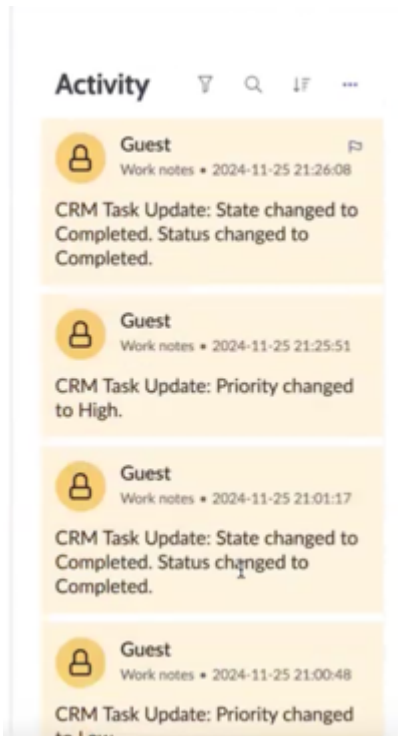 Activity
Guest
Work notes • 2024-11-25 21:26:08
CRM Task Update: State changed to
Completed. Status changed to
Completed.
Guest
Work notes • 2024-11-25 21:25:51
CRM Task Update: Priority changed
to High.
Guest
Work notes • 2024-11-25 21:01:17
CRM Task Update: State changed to
Completed. Status changed to
Completed.
Guest
Work notes • 2024-11-25 21:00:48
CRM Task Update: Priority changed
to Low.